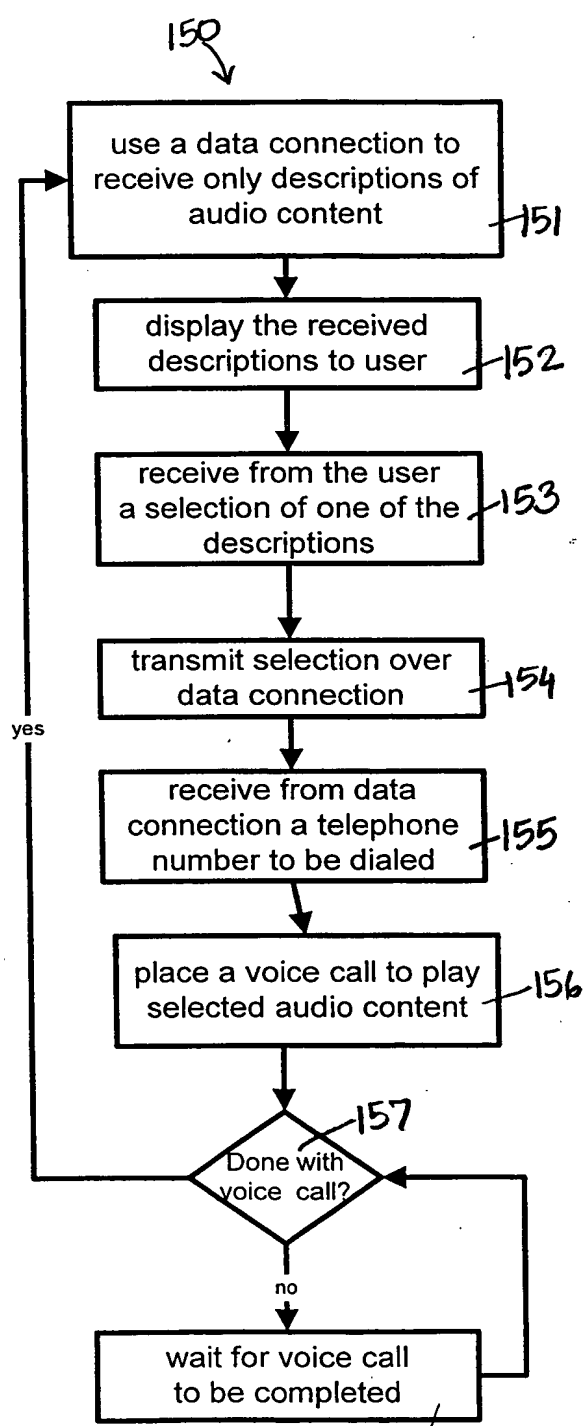 150
use a data connection to
receive only descriptions of
audio content
151
display the received
descriptions to user
152
receive from the user
a selection of one of the
descriptions
153
transmit selection over
data connection
154
receive from data
connection a telephone
number to be dialed
155
place a voice call to play
selected audio content
156
157
Done with
voice call?
yes
no
wait for voice call
to be completed